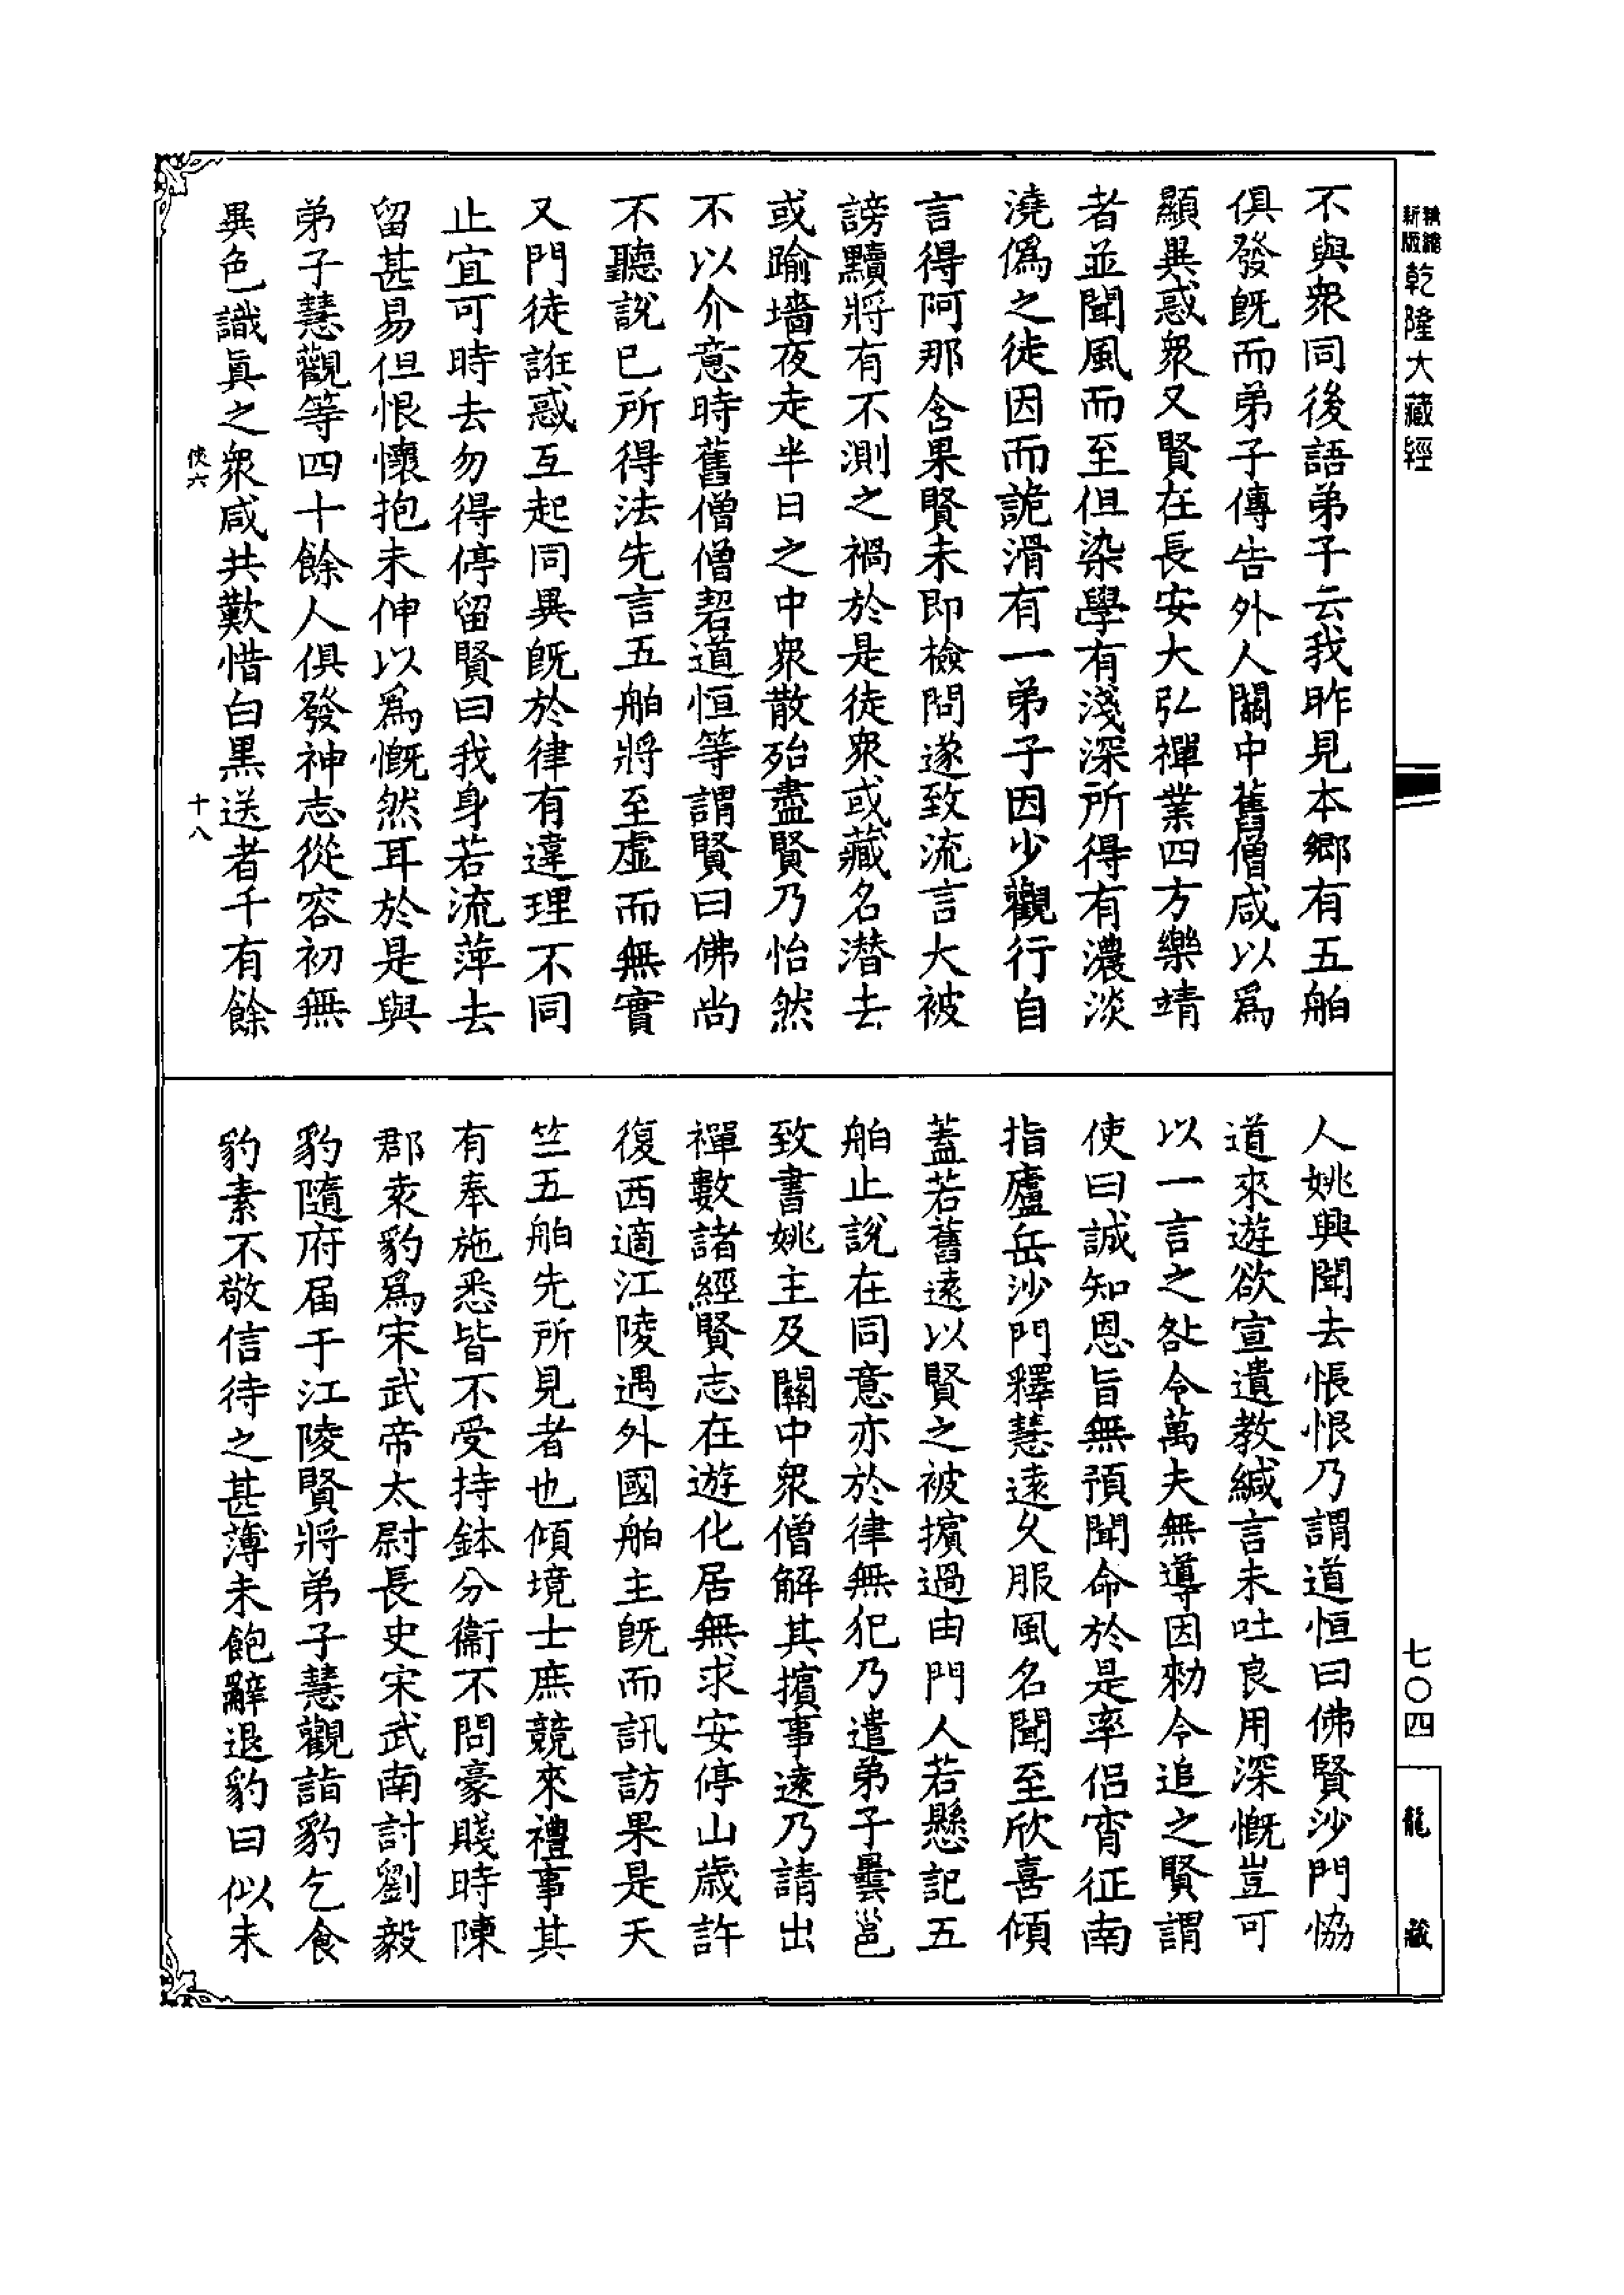 精縮新版乾隆大藏經
不與衆同後語弟子云我昨見本鄉有五舶
俱發旣而弟子傳告外人關中舊僧咸以爲
顯異惑衆又賢在長安大弘禪業四方樂靖
者並聞風而至但染學有淺深所得有濃淡
澆僞之徒因而詭滑有一弟子因少觀行自
言得阿那含果賢未即檢問遂致流言大被
謗黷將有不測之禍於是徒衆或藏名潛去
或踰墻夜走半日之中衆散殆盡賢乃怡然
不以介意時舊僧僧䂮道恒等謂賢曰佛尚
不聽說已所得法先言五舶將至虛而無實
又門徒誑惑互起同異旣於律有違理不同
止宜可時去勿得停留賢曰我身若流萍去
留甚易但恨懷抱未伸以爲慨然耳於是與
弟子慧觀等四十餘人俱發神志從容初無
異色識眞之衆咸共歎惜白黑送者千有餘
使六 十八
人姚興聞去悵恨乃謂道恒曰佛賢沙門恊
道來遊欲宣遺教緘言未吐良用深慨豈可
以一言之咎令萬夫無導因勑令追之賢謂
使曰誠知恩旨無預聞命於是率侶宵征南
指廬岳沙門釋慧遠久服風名聞至欣喜傾
蓋若舊遠以賢之被擯過由門人若懸記五
舶止說在同意亦於律無犯乃遣弟子曇邕
致書姚主及關中衆僧解其擯事遠乃請出
禪數諸經賢志在遊化居無求安停山歲許
復西適江陵遇外國舶主旣而訊訪果是天
竺五舶先所見者也傾境士庶競來禮事其
有奉施悉皆不受持鉢分衞不問豪賤時陳
郡袁豹爲宋武帝太尉長史宋武南討劉毅
豹隨府届于江陵賢將弟子慧觀詣豹乞食
豹素不敬信待之甚薄未飽辭退豹曰似未
七〇四
龍藏